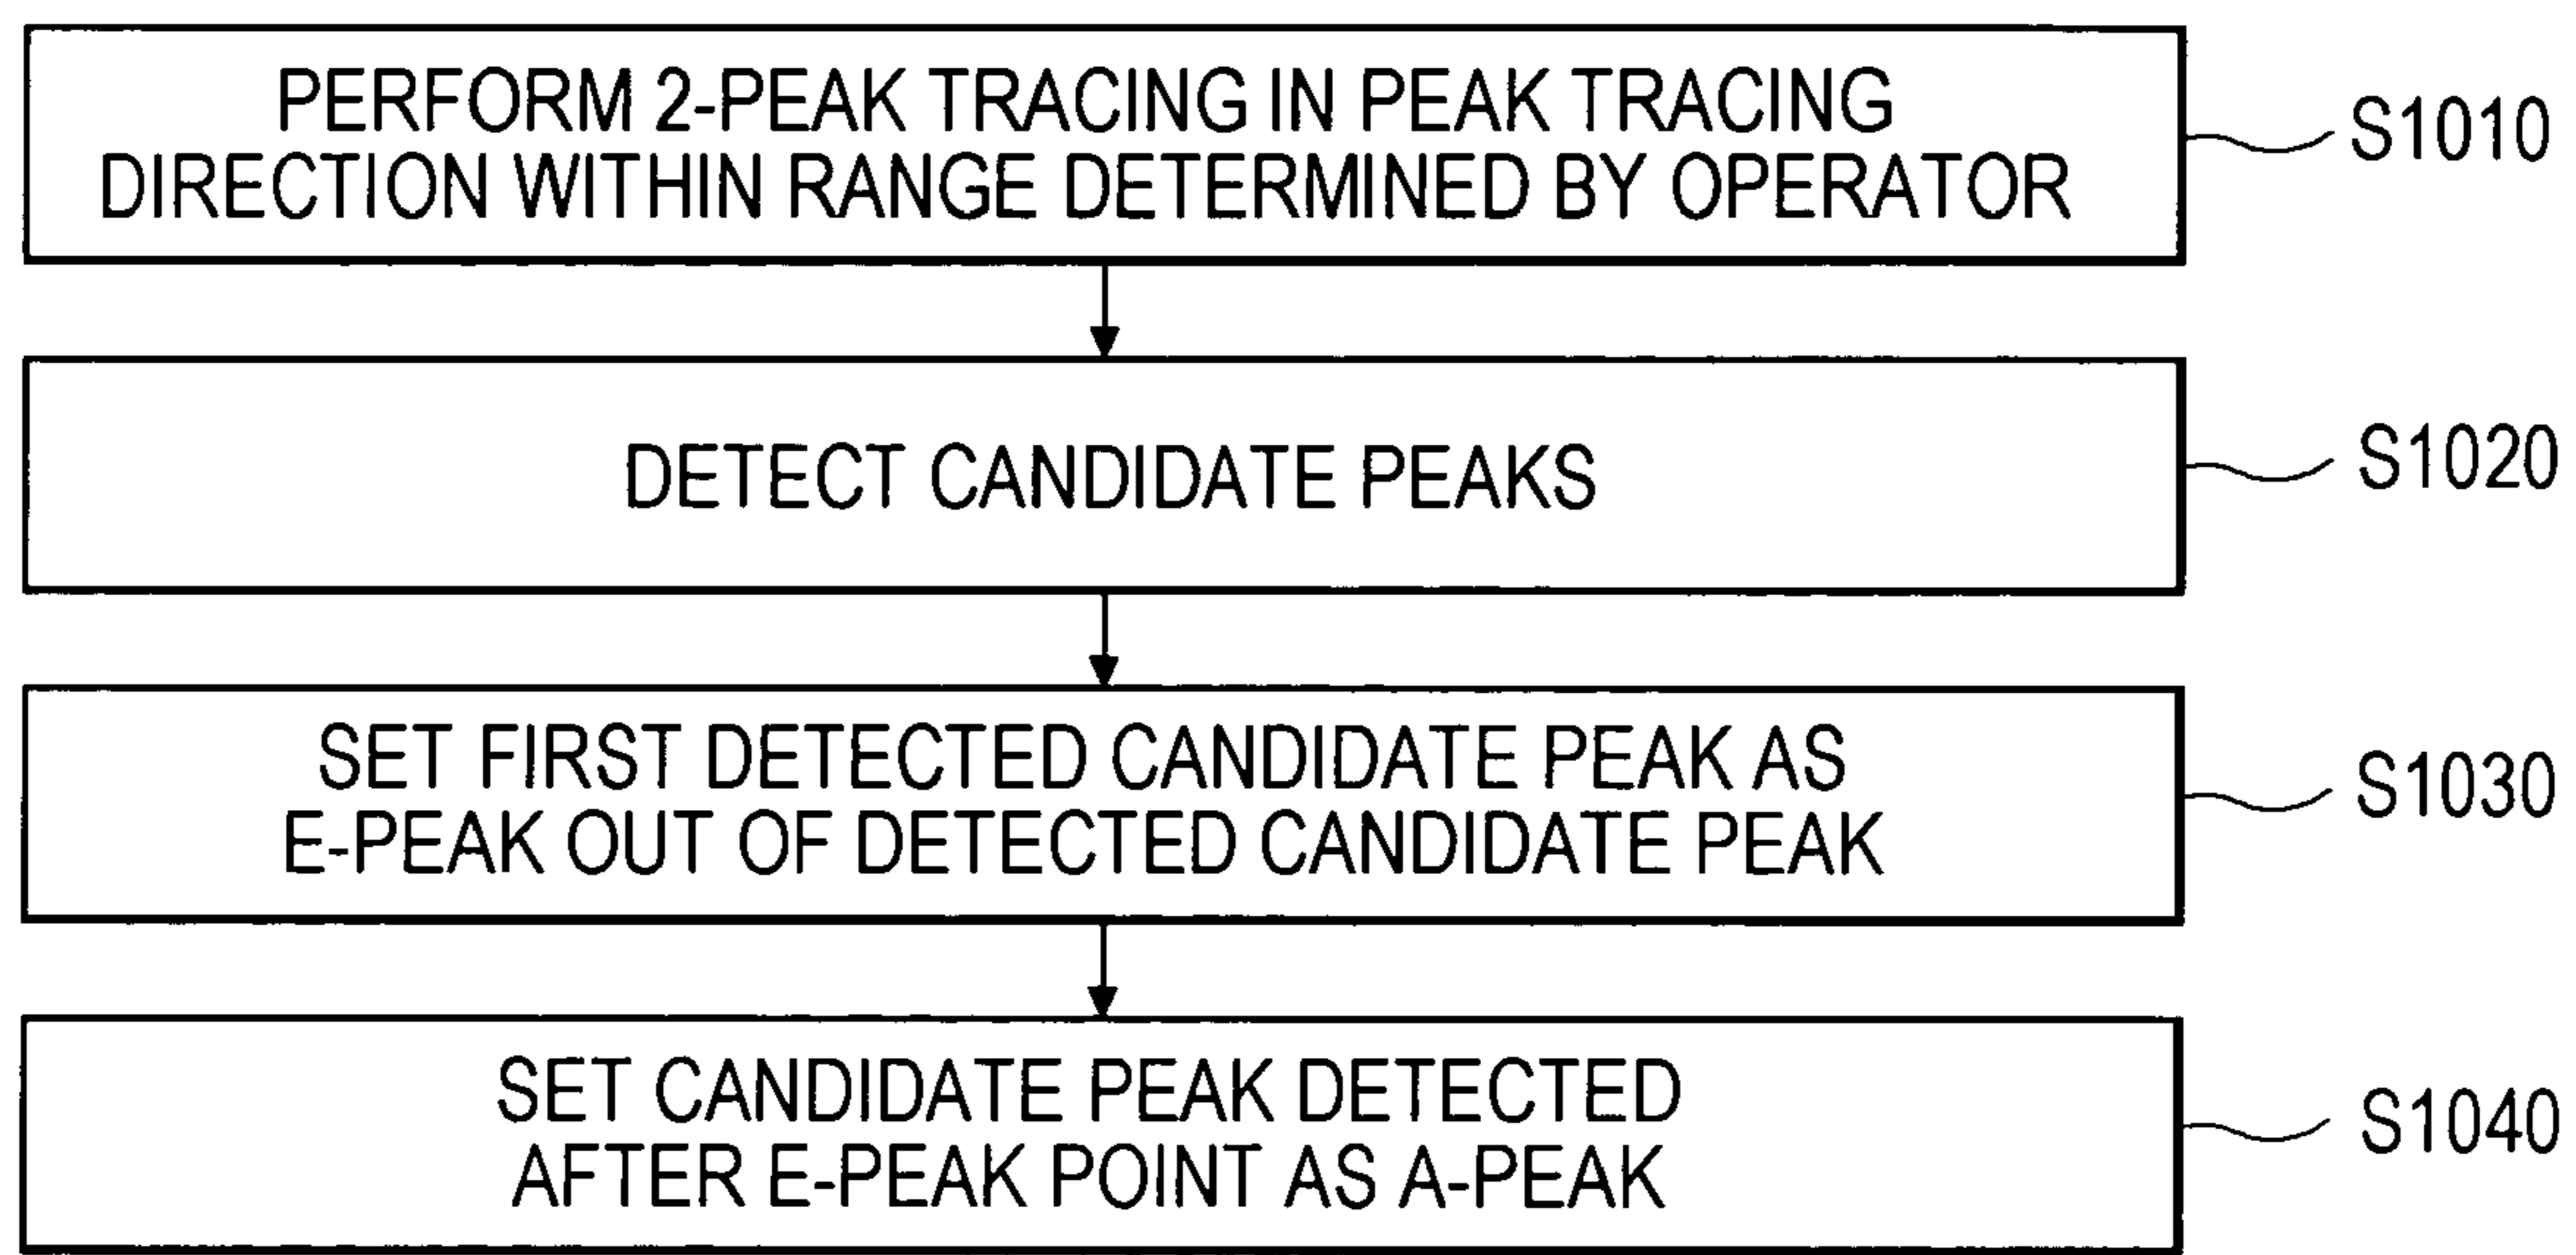 PERFORM 2-PEAK TRACING IN PEAK TRACING
DIRECTION WITHIN RANGE DETERMINED BY OPERATOR
S1010
DETECT CANDIDATE PEAKS
S1020
SET FIRST DETECTED CANDIDATE PEAK AS
E-PEAK OUT OF DETECTED CANDIDATE PEAK
S1030
SET CANDIDATE PEAK DETECTED
AFTER E-PEAK POINT AS A-PEAK
S1040